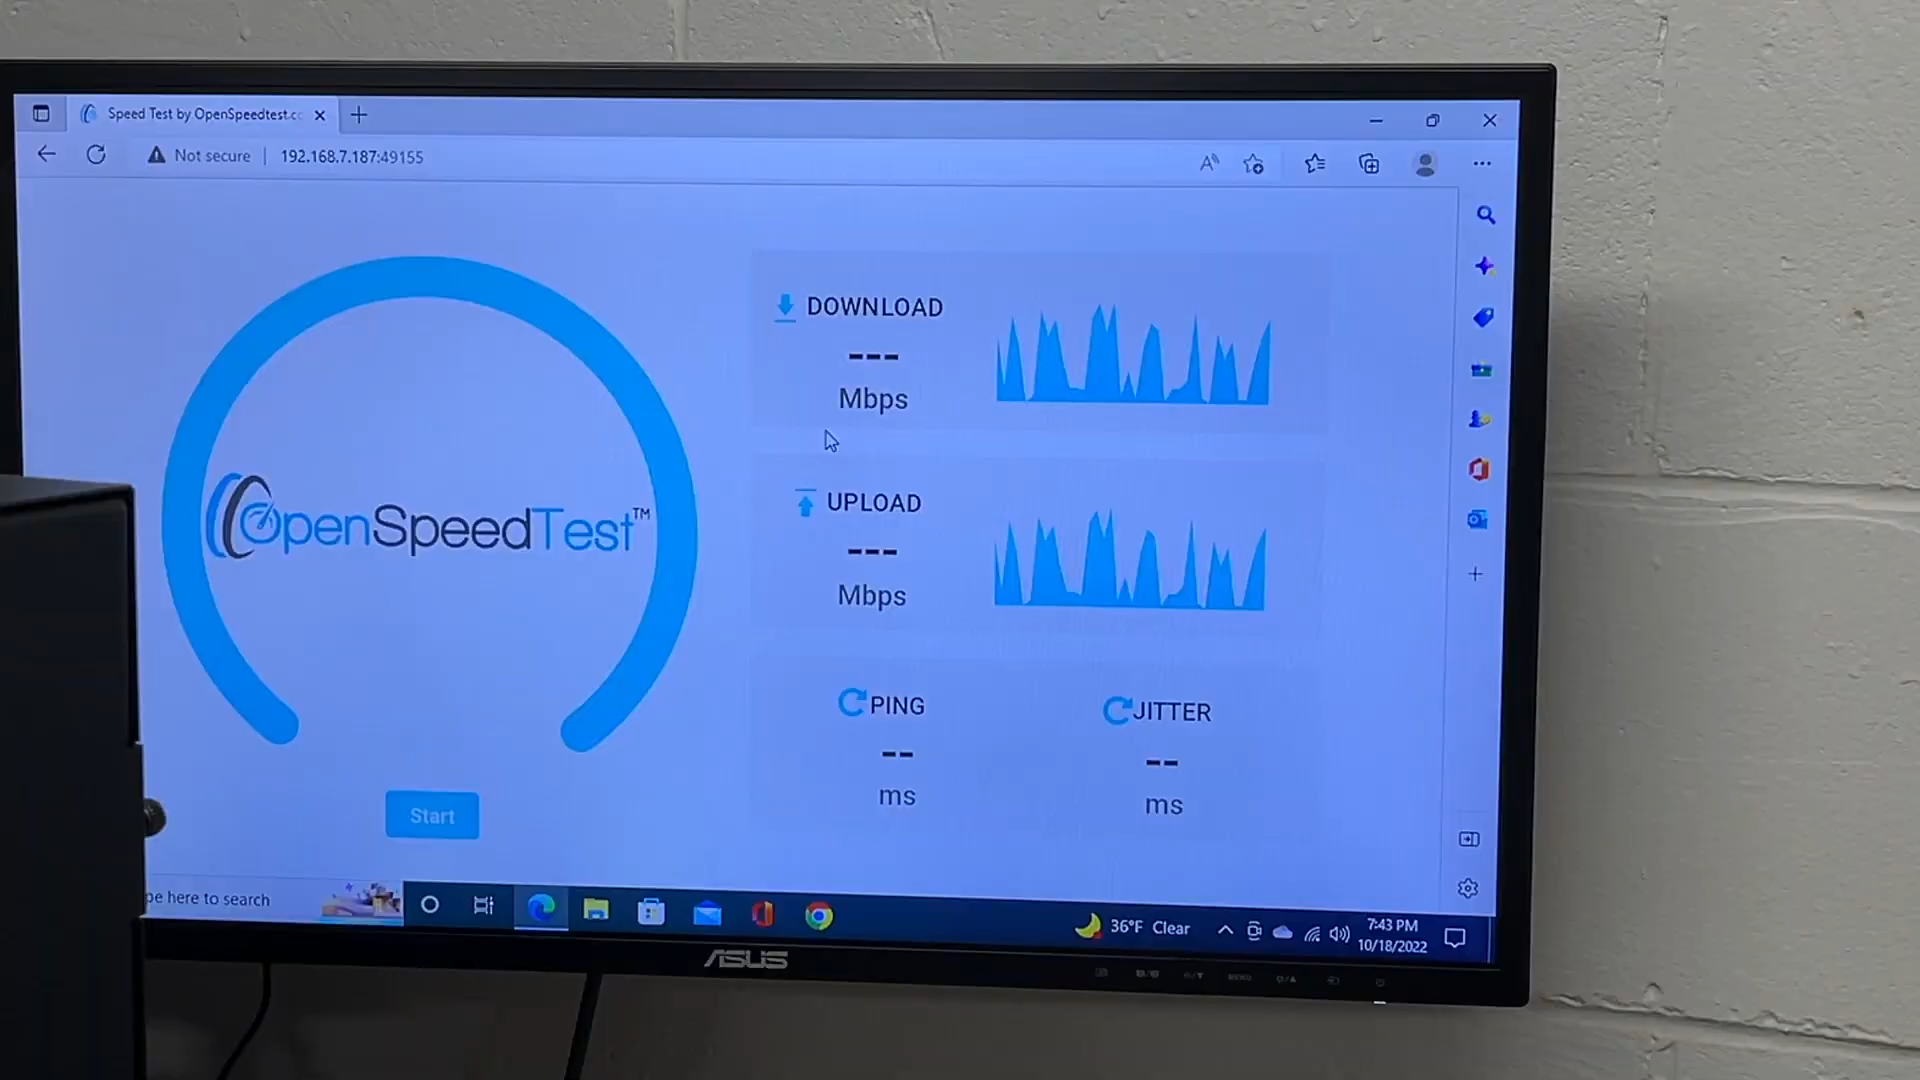 Speed Test by OpenSpeedtest.c
Not secure | 192.168.7.187:49155
DOWNLOAD
---
Mbps
UPLOAD
---
Mbps
OpenSpeedTest™
PING
--
ms
JITTER
--
ms
Start
pe here to search
36°F Clear
7:43 PM
10/18/2022
ASUS
MENU